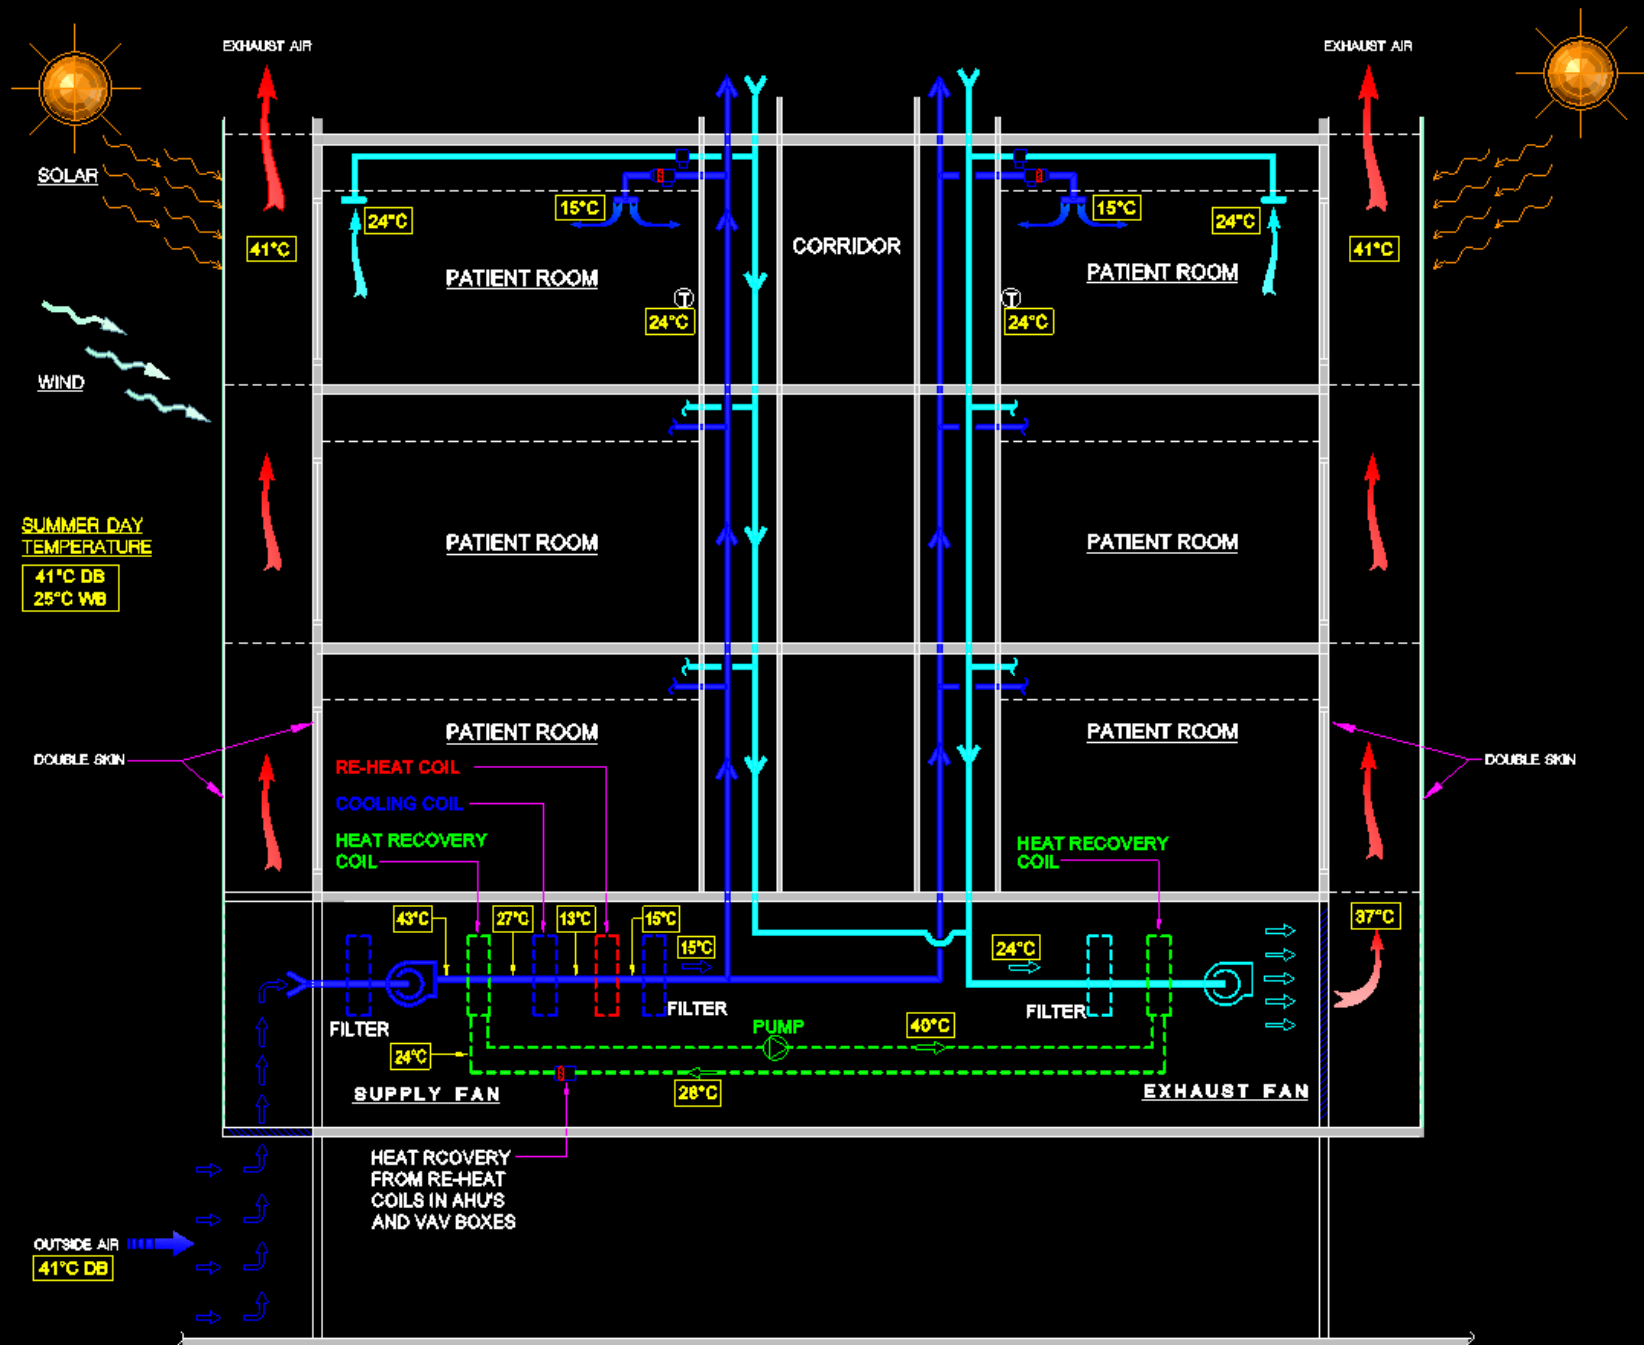 EXHAUST AIR
EXHAUST AIR
SOLAR
24°C
15°C
15°C
24°C
41°C
CORRIDOR
41°C
PATIENT ROOM
PATIENT ROOM
T
24°C
T
24°C
WIND
SUMMER DAY
TEMPERATURE
41°C DB
25°C WB
PATIENT ROOM
PATIENT ROOM
PATIENT ROOM
PATIENT ROOM
DOUBLE SKIN
DOUBLE SKIN
RE-HEAT COIL
COOLING COIL
HEAT RECOVERY
COIL
HEAT RECOVERY
COIL
43°C
27°C
13°C
15°C
15°C
24°C
37°C
FILTER
FILTER
FILTER
PUMP
40°C
24°C
28°C
SUPPLY FAN
EXHAUST FAN
HEAT RCOVERY
FROM RE-HEAT
COILS IN AHU'S
AND VAV BOXES
OUTSIDE AIR
41°C DB